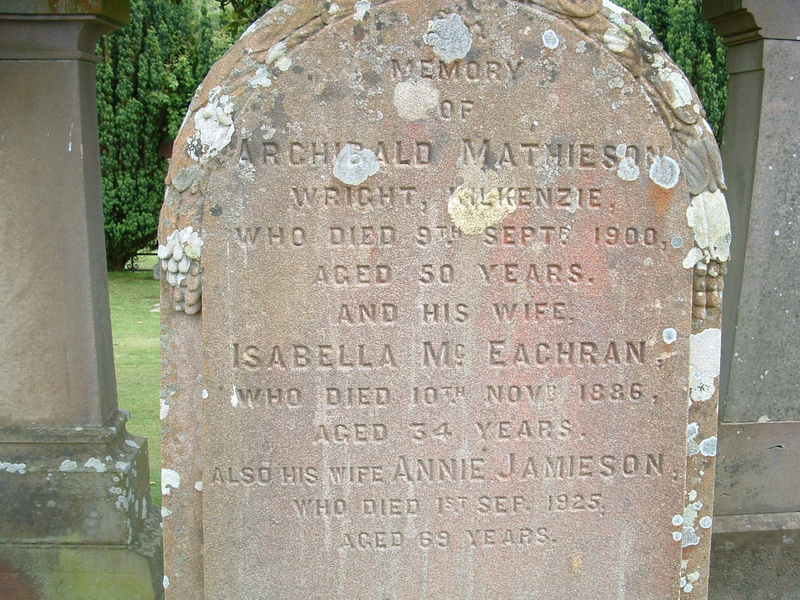 MEMORY
OF
ARCHIBALD MATHIESON
WRIGHT, KILKENZIE,
WHO DIED 9TH SEPTR 1900,
AGED 50 YEARS.
AND HIS WIFE,
ISABELLA MC EACHRAN,
WHO DIED 10TH NOVR 1886,
AGED 34 YEARS.
ALSO HIS WIFE ANNIE JAMIESON,
WHO DIED 1ST SEP. 1925,
AGED 69 YEARS.